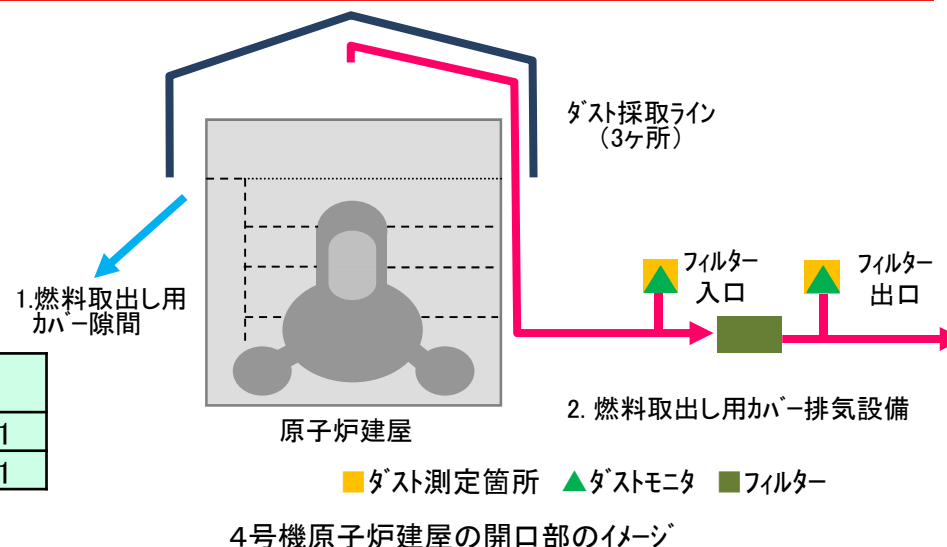 ダスト採取ライン
（3ヶ所）
フィルター
入口
フィルター
出口
1.燃料取出し用
カバー隙間
1
1
原子炉建屋
2. 燃料取出し用カバー排気設備
ダスト測定箇所 ダストモニタ フィルター
4号機原子炉建屋の開口部のイメージ